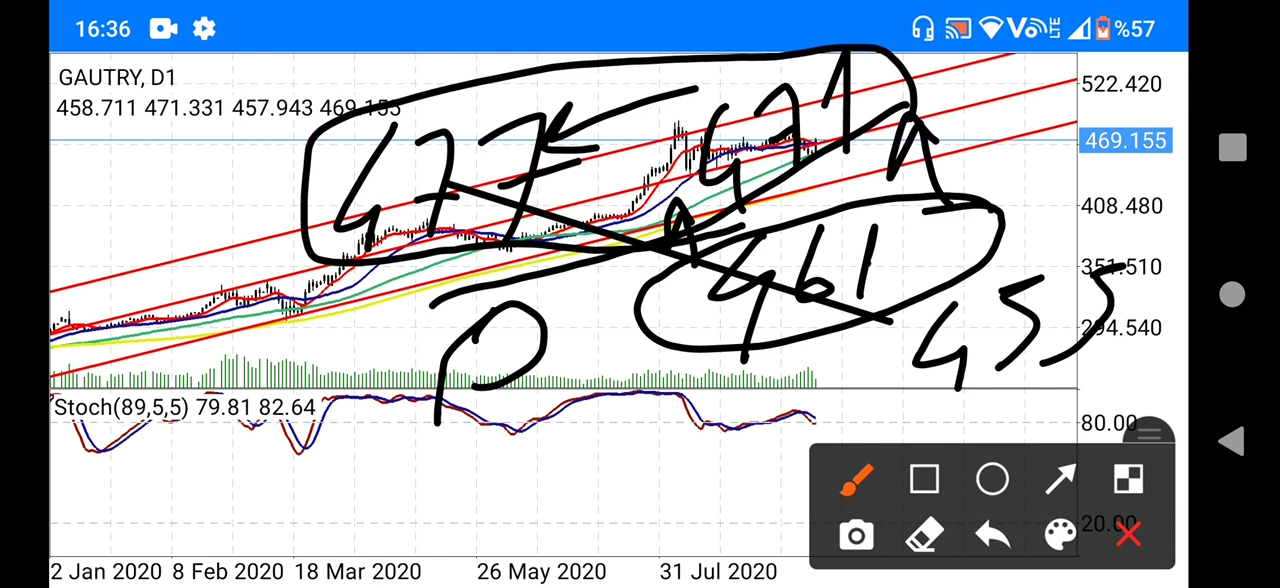 16:36 Vo LTE %57
GAUTRY, D1
458.711 471.331 457.943 469.155
522.420
469.155
408.480
351.510
294.540
427
461
455
Stoch(89,5,5) 79.81 82.64
80.00
20.00
2 Jan 2020 8 Feb 2020 18 Mar 2020 26 May 2020 31 Jul 2020